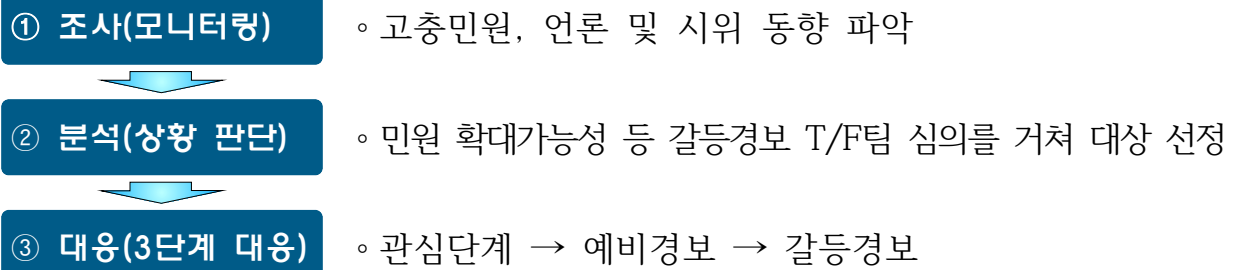 ① 조사(모니터링) ◦고충민원, 언론 및 시위 동향 파악
② 분석(상황 판단) ◦민원 확대가능성 등 갈등경보 T/F팀 심의를 거쳐 대상 선정
③ 대응(3단계 대응) ◦관심단계 → 예비경보 → 갈등경보